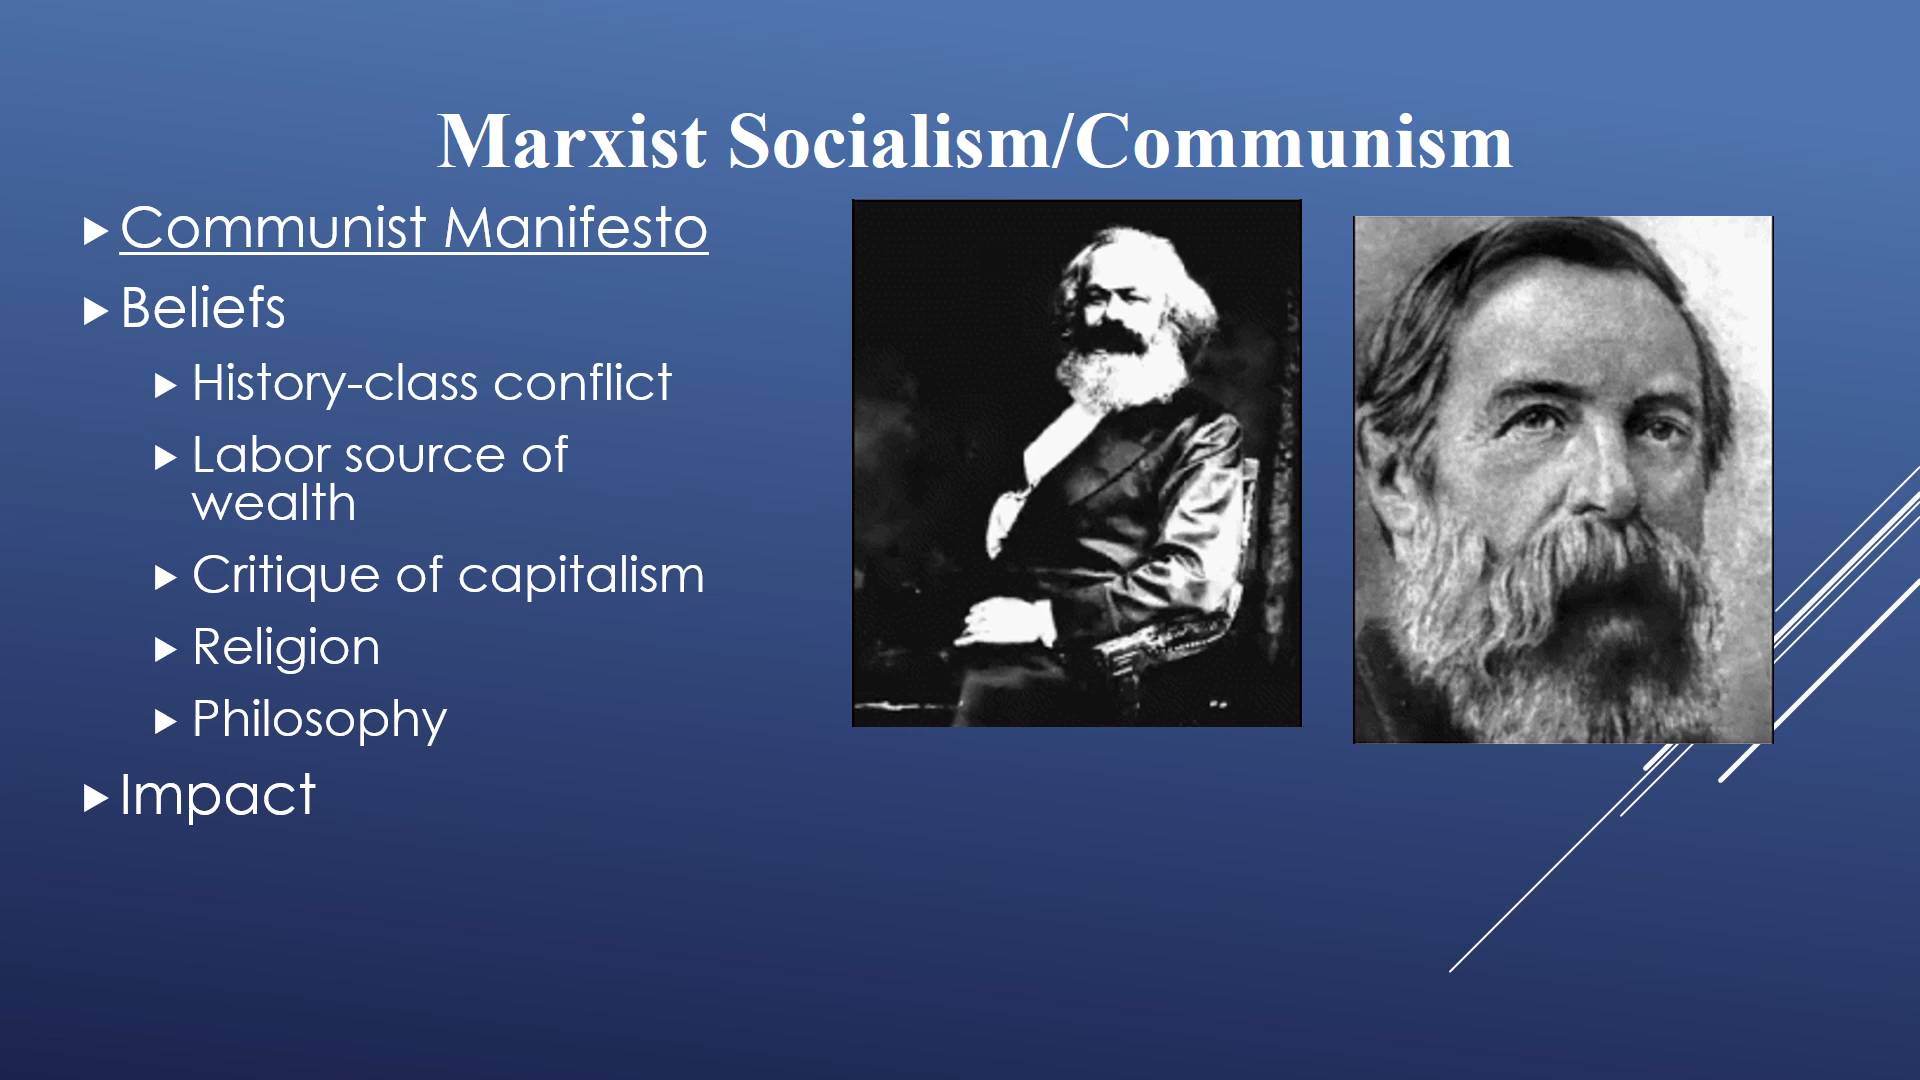 Marxist Socialism/Communism
Communist Manifesto
Beliefs
History-class conflict
Labor source of
wealth
Critique of capitalism
Religion
Philosophy
Impact